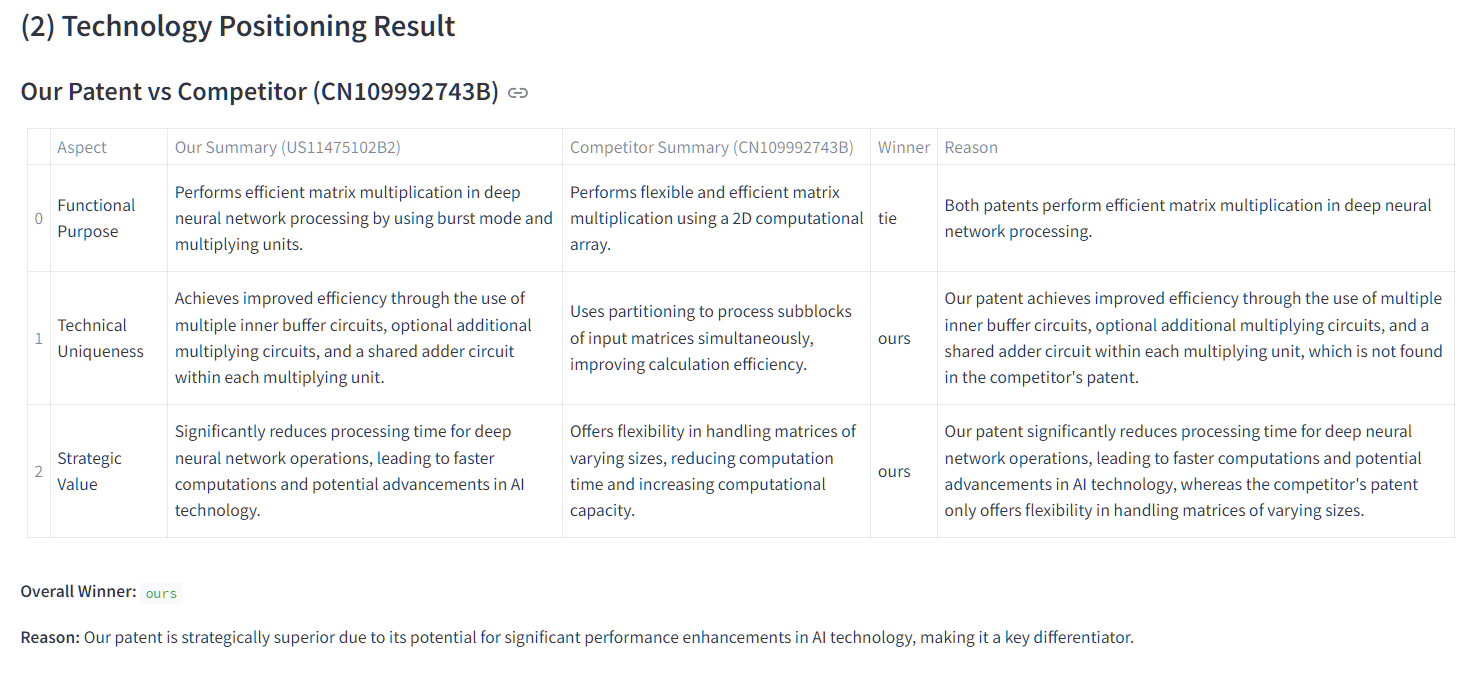 (2) Technology Positioning Result
Our Patent vs Competitor (CN109992743B)
Aspect
Our Summary (US11475102B2)
Competitor Summary (CN109992743B)
Winner
Reason
0
Functional
Purpose
Performs efficient matrix multiplication in deep
neural network processing by using burst mode and
multiplying units.
Performs flexible and efficient matrix
multiplication using a 2D computational
array.
tie
Both patents perform efficient matrix multiplication in deep neural
network processing.
1
Technical
Uniqueness
Achieves improved efficiency through the use of
multiple inner buffer circuits, optional additional
multiplying circuits, and a shared adder circuit
within each multiplying unit.
Uses partitioning to process subblocks
of input matrices simultaneously,
improving calculation efficiency.
ours
Our patent achieves improved efficiency through the use of multiple
inner buffer circuits, optional additional multiplying circuits, and a
shared adder circuit within each multiplying unit, which is not found
in the competitor's patent.
2
Strategic
Value
Significantly reduces processing time for deep
neural network operations, leading to faster
computations and potential advancements in AI
technology.
Offers flexibility in handling matrices of
varying sizes, reducing computation
time and increasing computational
capacity.
ours
Our patent significantly reduces processing time for deep neural
network operations, leading to faster computations and potential
advancements in AI technology, whereas the competitor's patent
only offers flexibility in handling matrices of varying sizes.
Overall Winner: ours
Reason: Our patent is strategically superior due to its potential for significant performance enhancements in AI technology, making it a key differentiator.